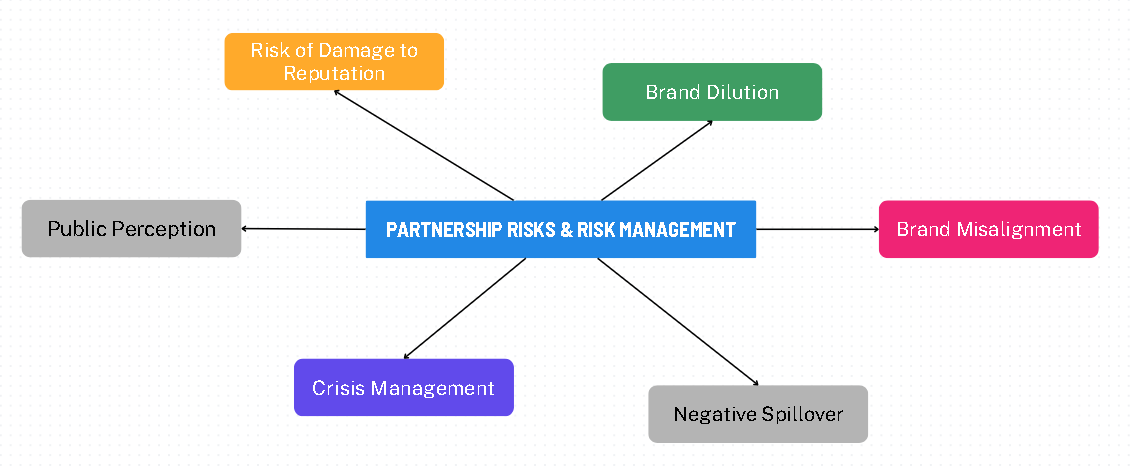 Risk of Damage to
Reputation
Brand Dilution
Public Perception
PARTNERSHIP RISKS & RISK MANAGEMENT
Brand Misalignment
Crisis Management
Negative Spillover